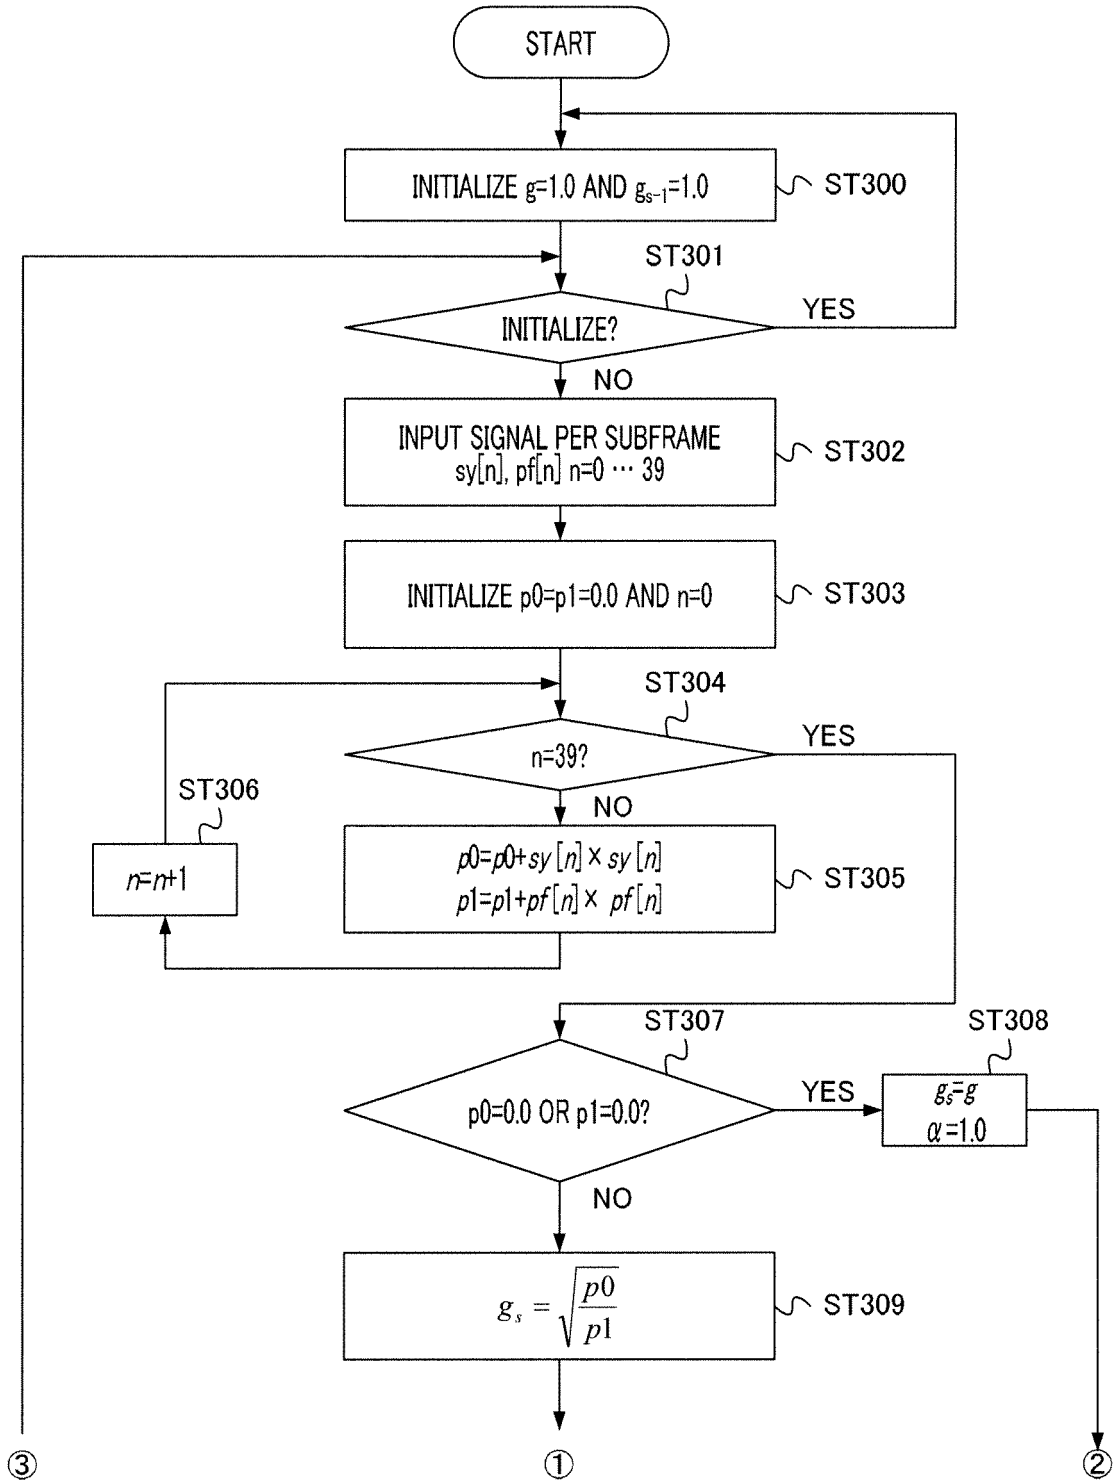 START
INITIALIZE g=1.0 AND gₛ₋₁=1.0
ST300
ST301
INITIALIZE?
YES
NO
INPUT SIGNAL PER SUBFRAME
sy[n], pf[n] n=0 ⋯ 39
ST302
INITIALIZE p0=p1=0.0 AND n=0
ST303
ST304
n=39?
YES
NO
ST306
n=n+1
p0=p0+sy[n]×sy[n]
p1=p1+pf[n]× pf[n]
ST305
ST307
p0=0.0 OR p1=0.0?
YES
NO
ST308
gₛ=g
α=1.0
gₛ = √(p0/p1)
ST309
③
①
②